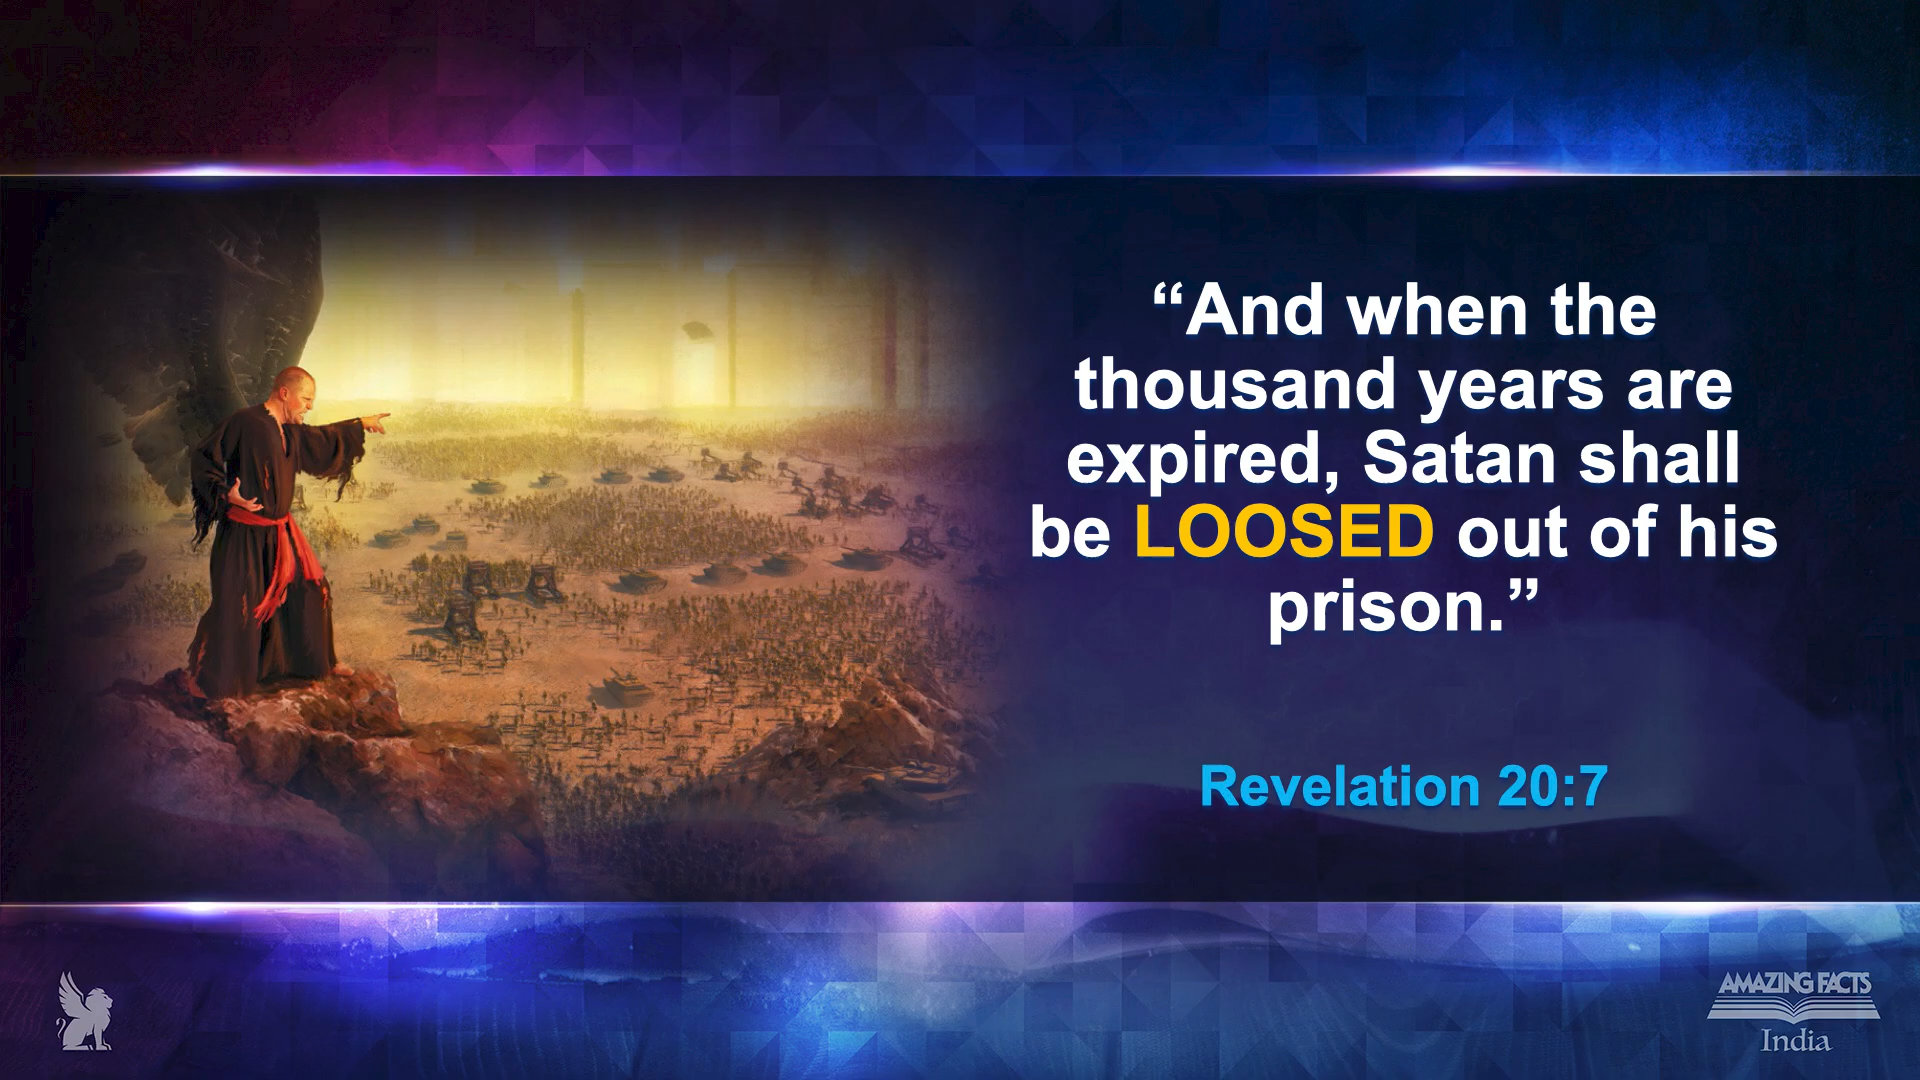 “And when the
thousand years are
expired, Satan shall
be LOOSED out of his
prison.”
Revelation 20:7
AMAZING FACTS
India